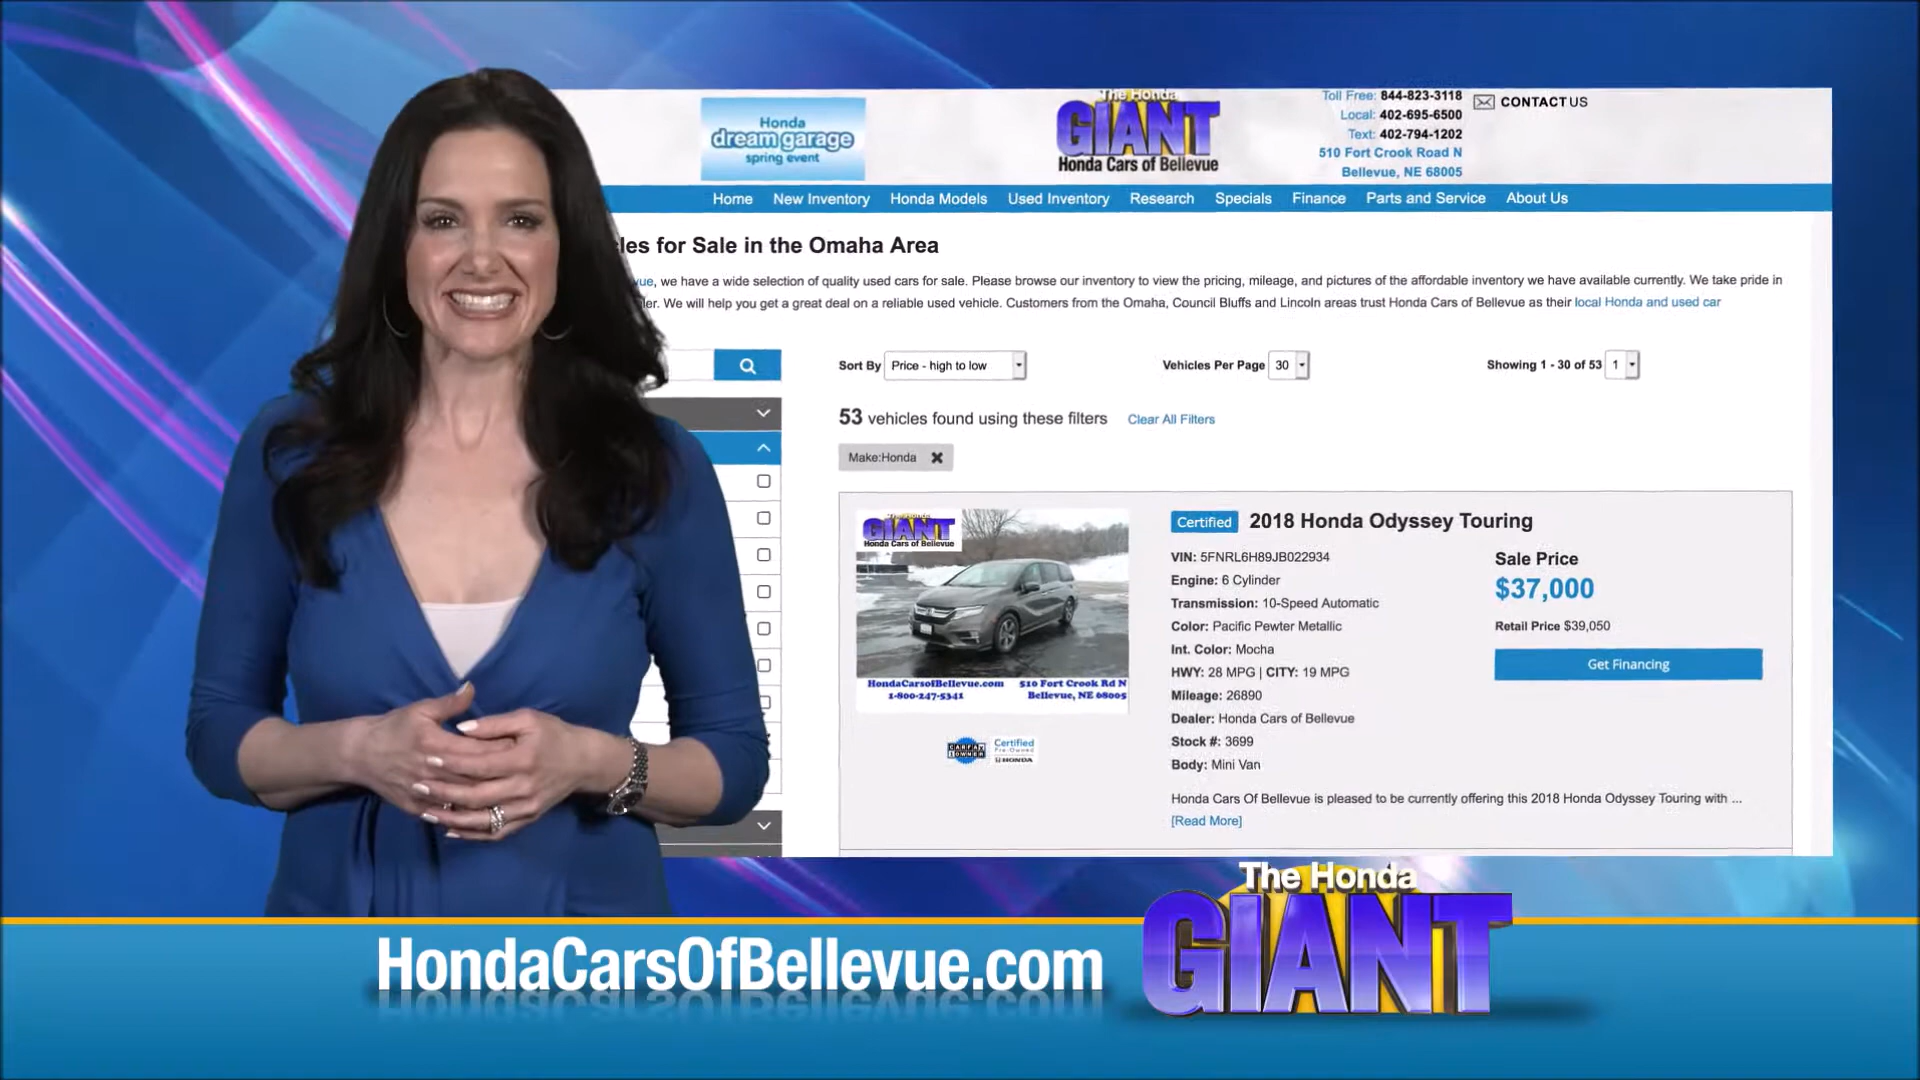 Honda
dream garage
spring event
The Honda
GIANT
Honda Cars of Bellevue
Toll Free: 844-823-3118
Local: 402-695-6500
Text: 402-794-1202
510 Fort Crook Road N
Bellevue, NE 68005
CONTACT US
Home New Inventory Honda Models Used Inventory Research Specials Finance Parts and Service About Us
for Sale in the Omaha Area
we have a wide selection of quality used cars for sale. Please browse our inventory to view the pricing, mileage, and pictures of the affordable inventory we have available currently. We take pride in
We will help you get a great deal on a reliable used vehicle. Customers from the Omaha, Council Bluffs and Lincoln areas trust Honda Cars of Bellevue as their local Honda and used car
Sort By Price - high to low Vehicles Per Page 30 Showing 1 - 30 of 53 1
53 vehicles found using these filters Clear All Filters
Make:Honda
The Honda
GIANT
Honda Cars of Bellevue
HondaCarsofBellevue.com 510 Fort Crook Rd N
1-800-247-5341 Bellevue, NE 68005
CARFAX
1 OWNER
Certified
Pre-Owned
HONDA
Certified 2018 Honda Odyssey Touring
VIN: 5FNRL6H89JB022934
Engine: 6 Cylinder
Transmission: 10-Speed Automatic
Color: Pacific Pewter Metallic
Int. Color: Mocha
HWY: 28 MPG | CITY: 19 MPG
Mileage: 26890
Dealer: Honda Cars of Bellevue
Stock #: 3699
Body: Mini Van
Sale Price
$37,000
Retail Price $39,050
Get Financing
Honda Cars Of Bellevue is pleased to be currently offering this 2018 Honda Odyssey Touring with ...
[Read More]
HondaCarsOfBellevue.com
The Honda
GIANT